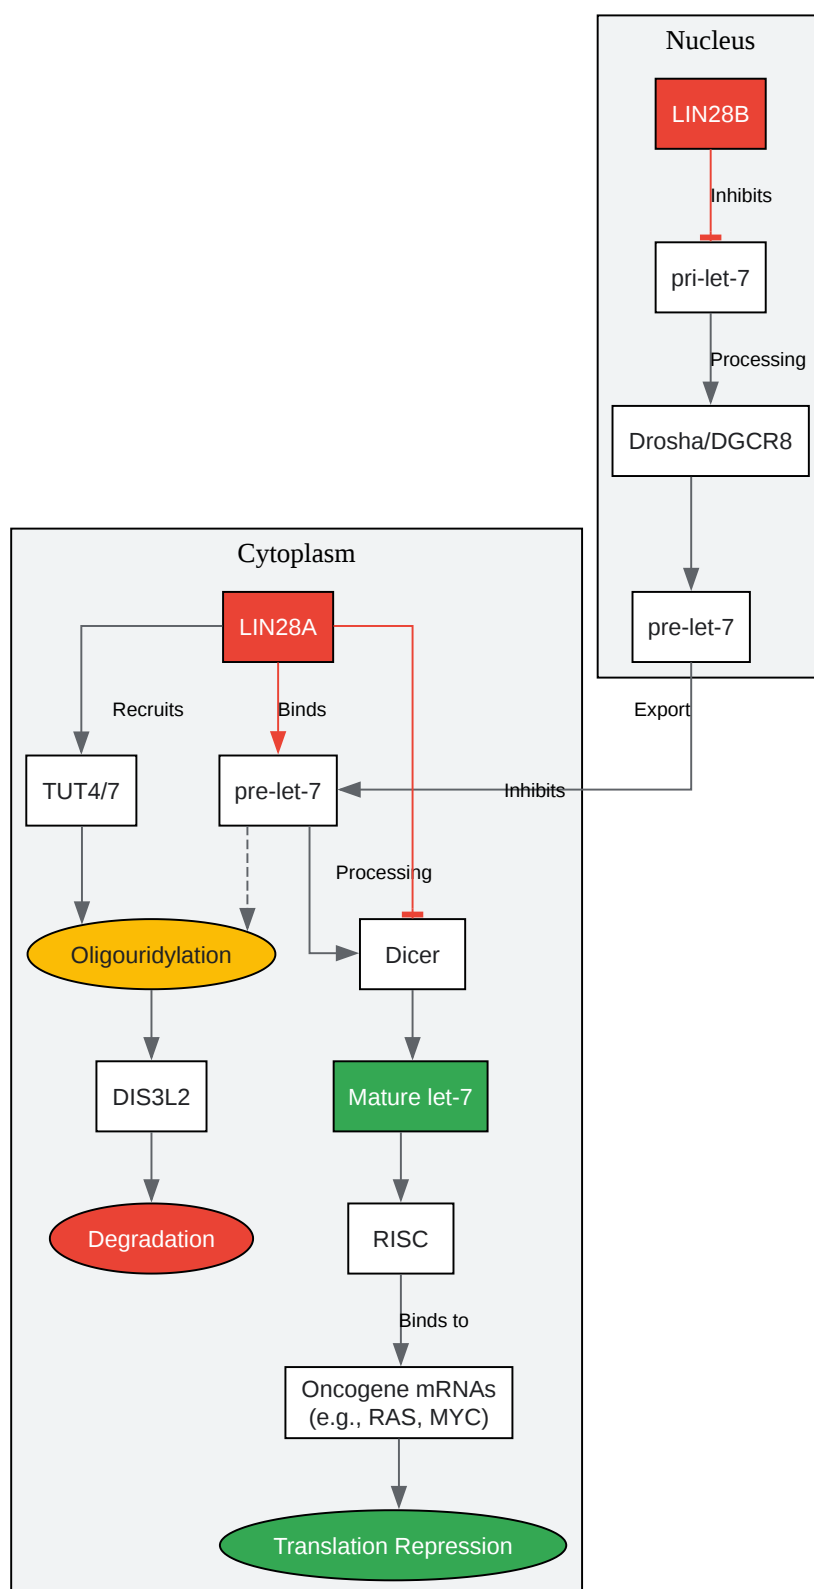 Nucleus
LIN28B
Inhibits
pri-let-7
Processing
Drosha/DGCR8
pre-let-7
Export
Cytoplasm
LIN28A
Recruits
Binds
TUT4/7
pre-let-7
Inhibits
Processing
Oligouridylation
Dicer
DIS3L2
Mature let-7
Degradation
RISC
Binds to
Oncogene mRNAs
(e.g., RAS, MYC)
Translation Repression